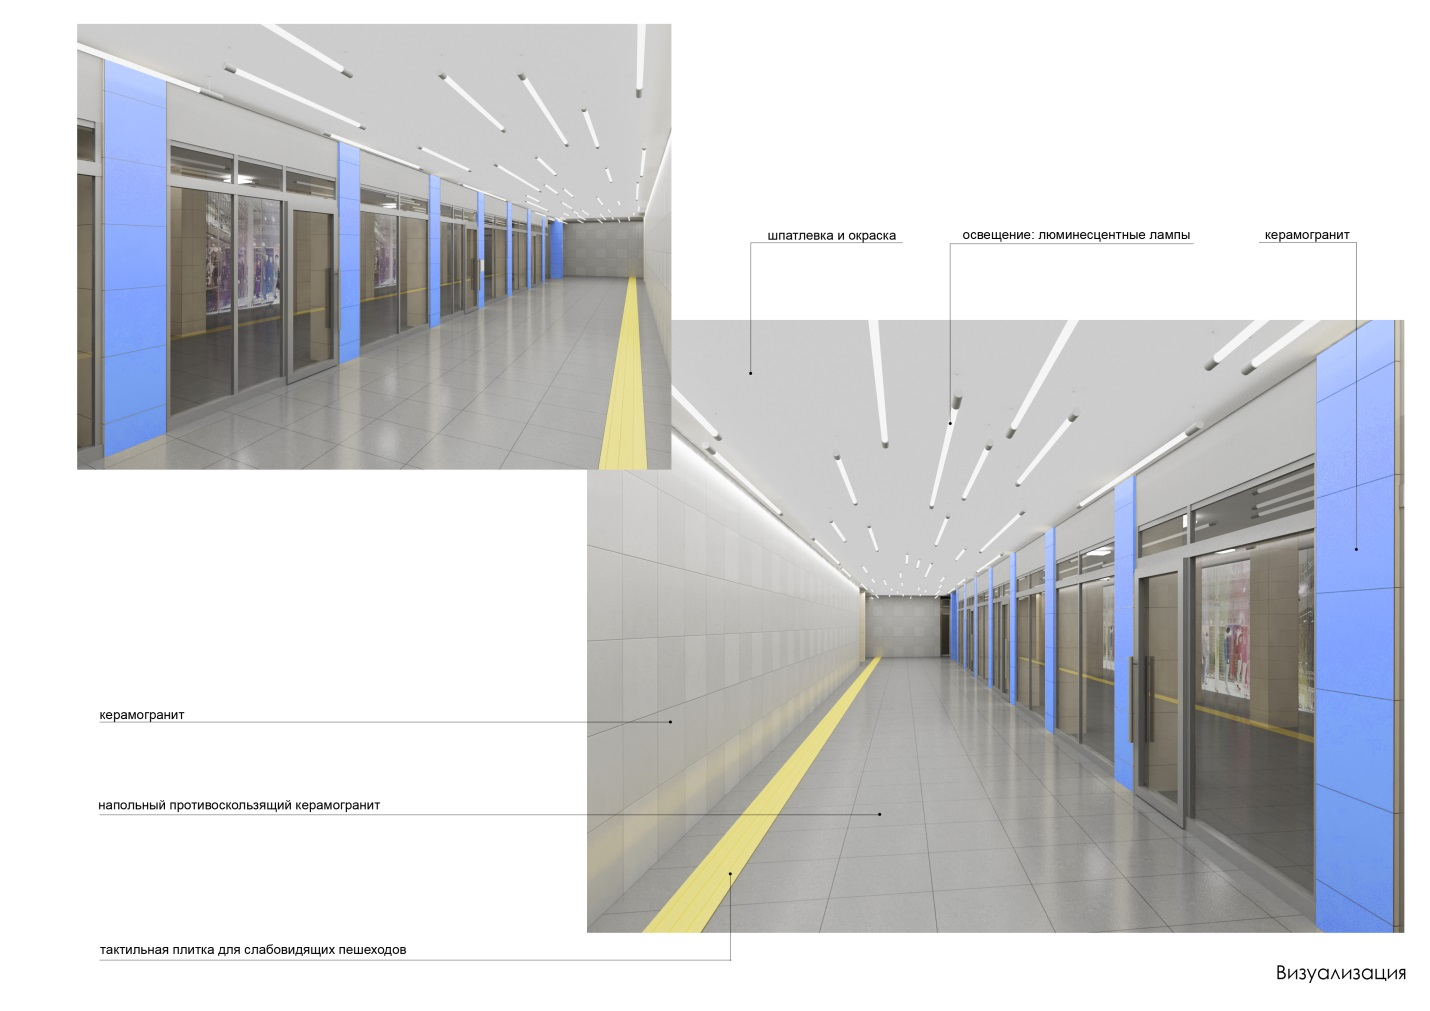 шпатлевка и окраска
освещение: люминесцентные лампы
керамогранит
керамогранит
напольный противоскользящий керамогранит
тактильная плитка для слабовидящих пешеходов
Визуализация